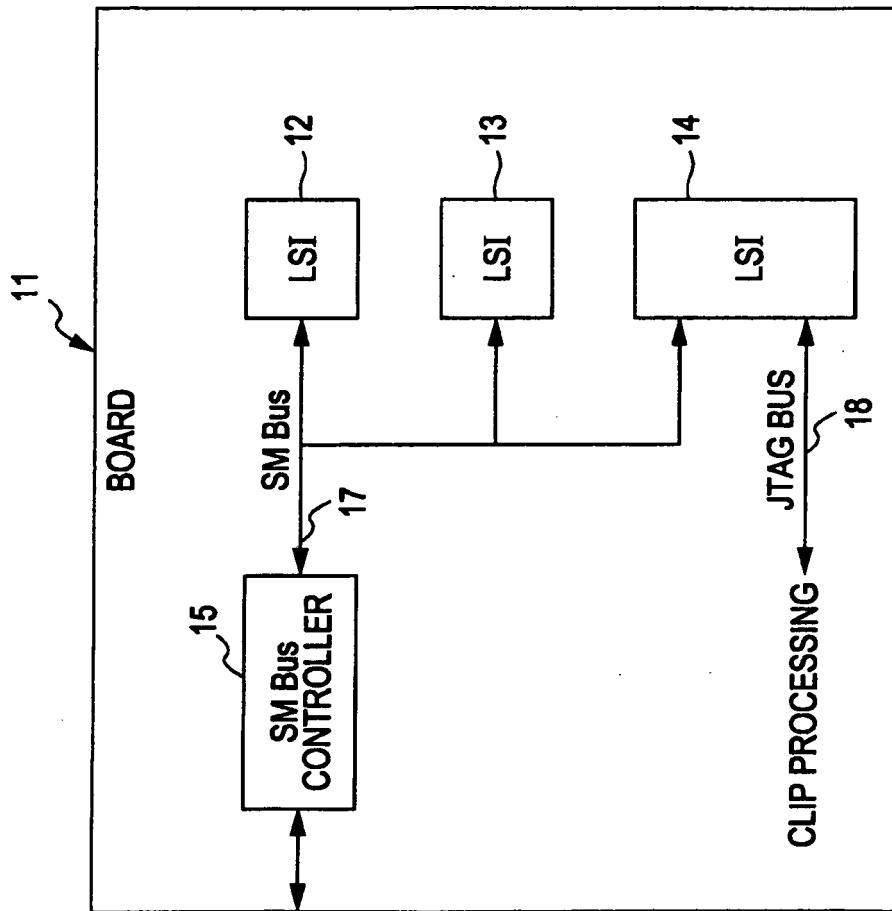 11
BOARD
15
SM Bus
CONTROLLER
17
SM Bus
12
LSI
13
LSI
14
LSI
JTAG BUS
18
CLIP PROCESSING